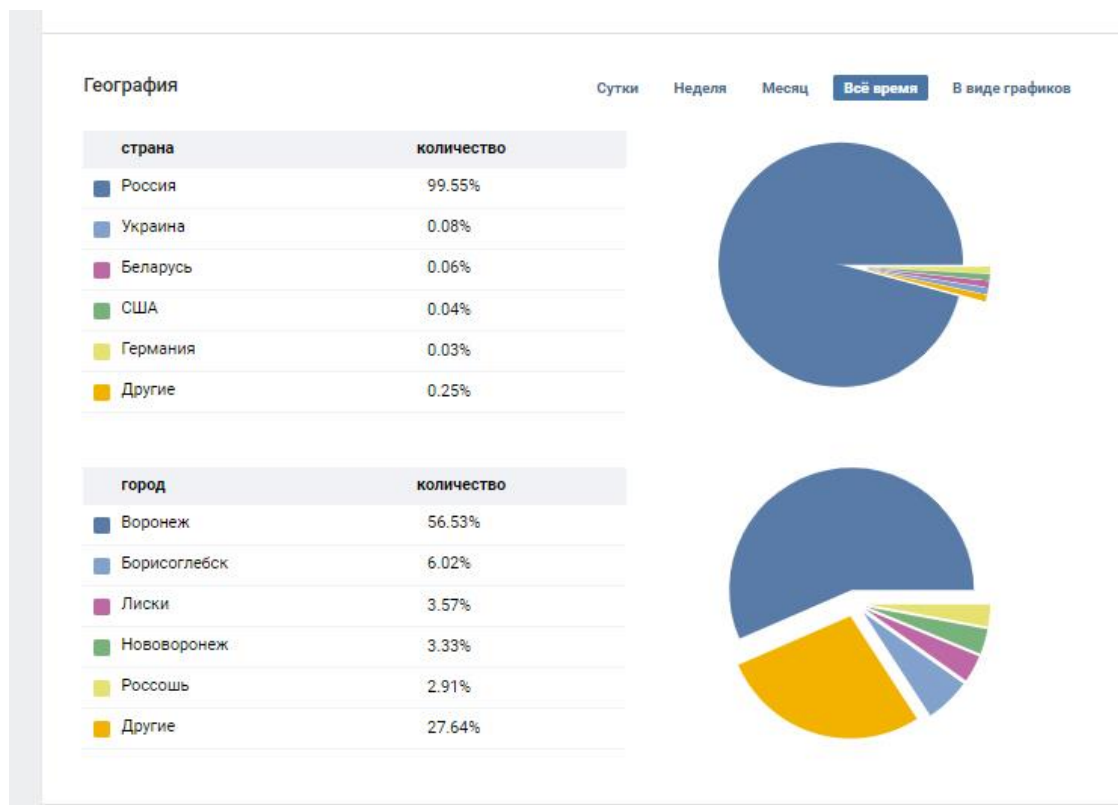 География Сутки Неделя Месяц Всё время В виде графиков
страна количество
Россия 99.55%
Украина 0.08%
Беларусь 0.06%
США 0.04%
Германия 0.03%
Другие 0.25%
город количество
Воронеж 56.53%
Борисоглебск 6.02%
Лиски 3.57%
Нововоронеж 3.33%
Россошь 2.91%
Другие 27.64%